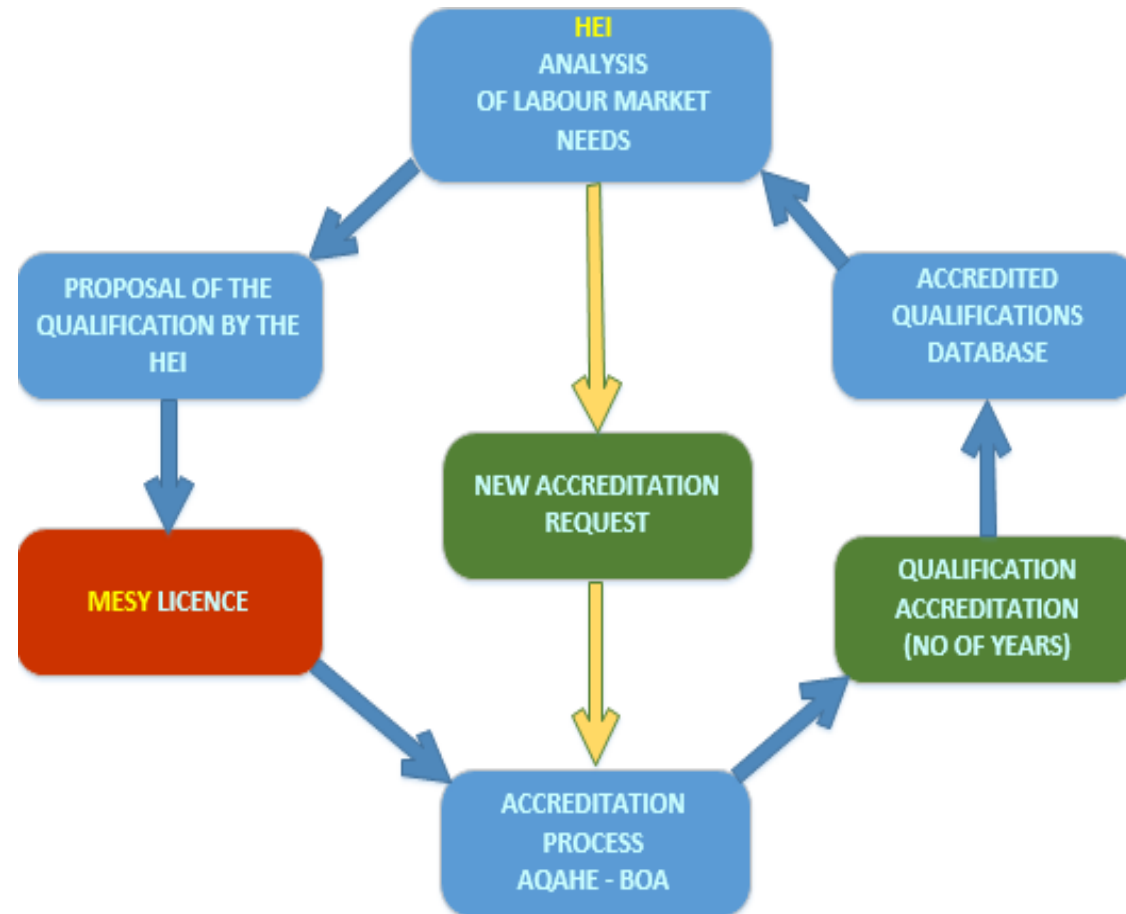 HEI
ANALYSIS
OF LABOUR MARKET
NEEDS
PROPOSAL OF THE
QUALIFICATION BY THE
HEI
ACCREDITED
QUALIFICATIONS
DATABASE
NEW ACCREDITATION
REQUEST
MESY LICENCE
QUALIFICATION
ACCREDITATION
(NO OF YEARS)
ACCREDITATION
PROCESS
AQAHE - BOA